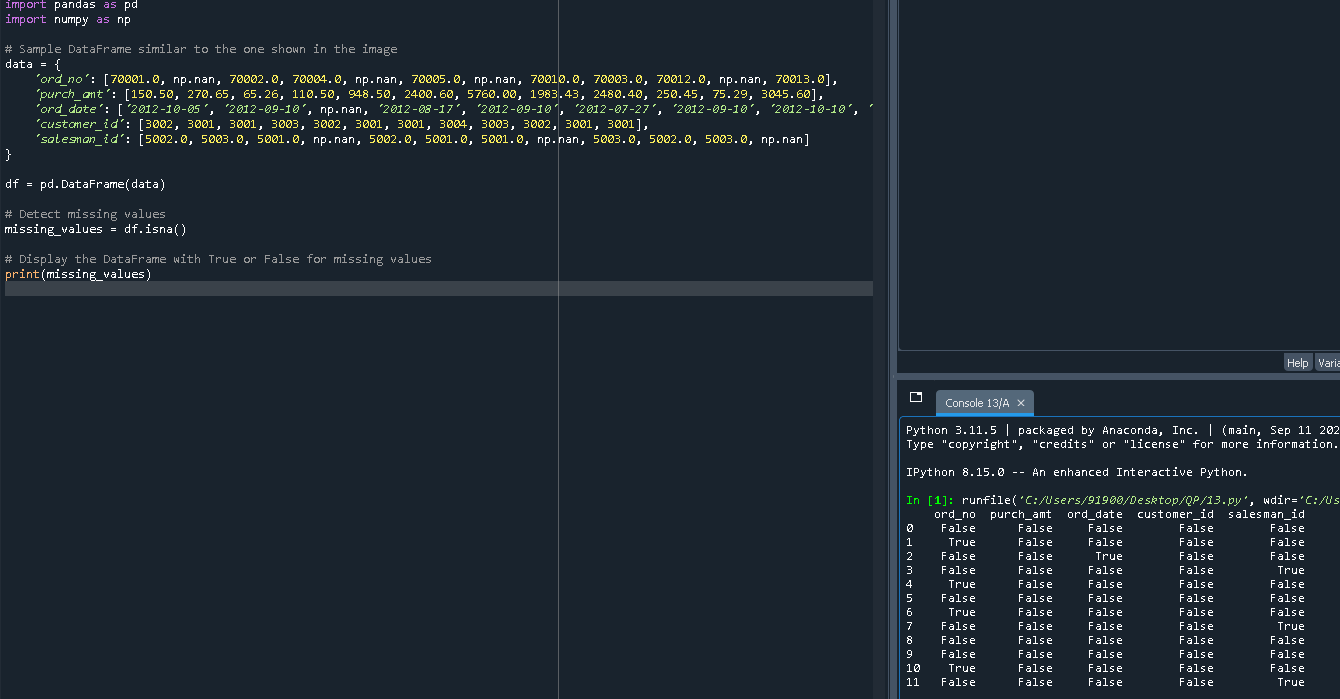 import pandas as pd
import numpy as np
# Sample DataFrame similar to the one shown in the image
data = {
'ord_no': [70001.0, np.nan, 70002.0, 70004.0, np.nan, 70005.0, np.nan, 70010.0, 70003.0, 70012.0, np.nan, 70013.0],
'purch_amt': [150.50, 270.65, 65.26, 110.50, 948.50, 2400.60, 5760.00, 1983.43, 2480.40, 250.45, 75.29, 3045.60],
'ord_date': ['2012-10-05', '2012-09-10', np.nan, '2012-08-17', '2012-09-10', '2012-07-27', '2012-09-10', '2012-10-10', '
'customer_id': [3002, 3001, 3001, 3003, 3002, 3001, 3001, 3004, 3003, 3002, 3001, 3001],
'salesman_id': [5002.0, 5003.0, 5001.0, np.nan, 5002.0, 5001.0, 5001.0, np.nan, 5003.0, 5002.0, 5003.0, np.nan]
}
df = pd.DataFrame(data)
# Detect missing values
missing_values = df.isna()
# Display the DataFrame with True or False for missing values
print(missing_values)
Help Varia
Console 13/A ×
Python 3.11.5 | packaged by Anaconda, Inc. | (main, Sep 11 202
Type "copyright", "credits" or "license" for more information.
IPython 8.15.0 -- An enhanced Interactive Python.
In [1]: runfile('C:/Users/91900/Desktop/QP/13.py', wdir='C:/Us
ord_no purch_amt ord_date customer_id salesman_id
0 False False False False False
1 True False False False False
2 False False True False False
3 False False False False True
4 True False False False False
5 False False False False False
6 True False False False False
7 False False False False True
8 False False False False False
9 False False False False False
10 True False False False False
11 False False False False True